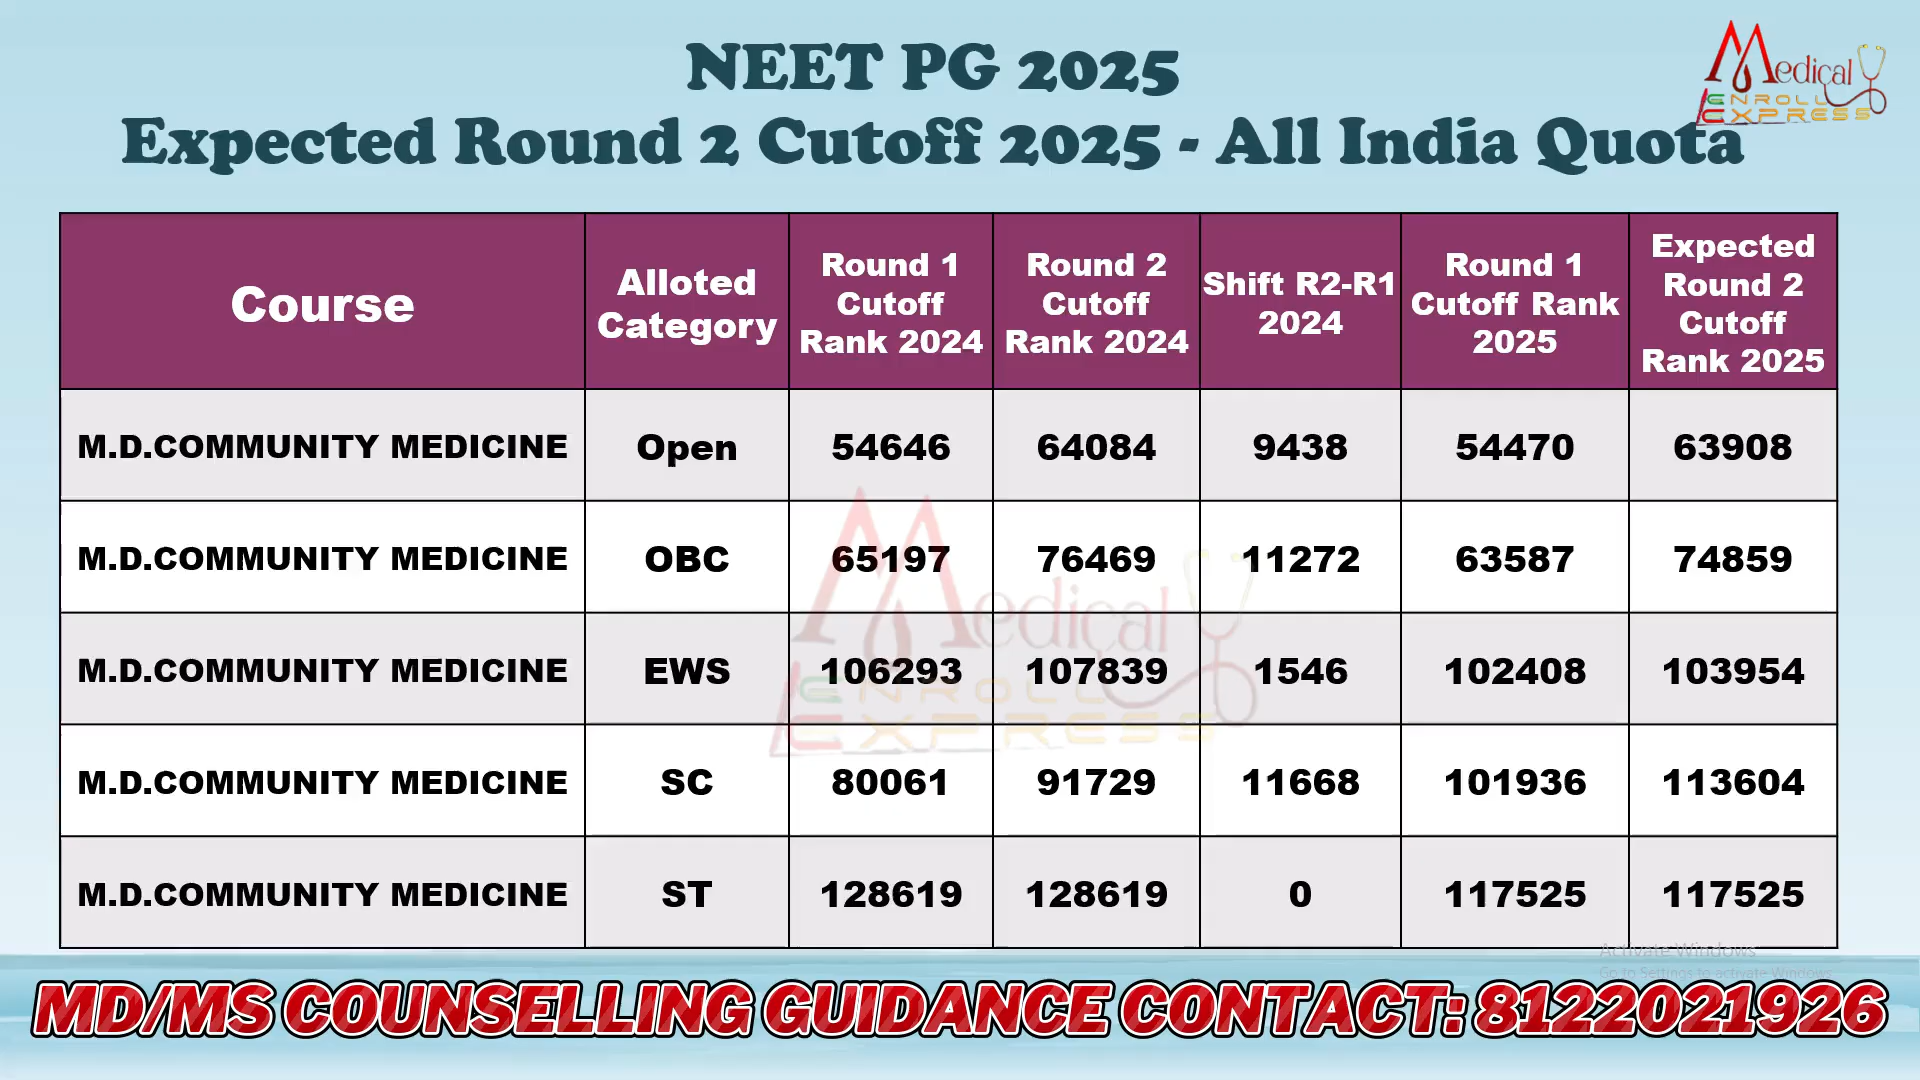 NEET PG 2025
Expected Round 2 Cutoff 2025 - All India Quota
Medical
ENROLL
EXPRESS
Course
Alloted
Category
Round 1
Cutoff
Rank 2024
Round 2
Cutoff
Rank 2024
Shift R2-R1
2024
Round 1
Cutoff Rank
2025
Expected
Round 2
Cutoff
Rank 2025
M.D.COMMUNITY MEDICINE Open 54646 64084 9438 54470 63908
M.D.COMMUNITY MEDICINE OBC 65197 76469 11272 63587 74859
M.D.COMMUNITY MEDICINE EWS 106293 107839 1546 102408 103954
M.D.COMMUNITY MEDICINE SC 80061 91729 11668 101936 113604
M.D.COMMUNITY MEDICINE ST 128619 128619 0 117525 117525
Medical
ENROLL
EXPRESS
Activate Windows
Go to Settings to activate Windows.
MD/MS COUNSELLING GUIDANCE CONTACT: 8122021926